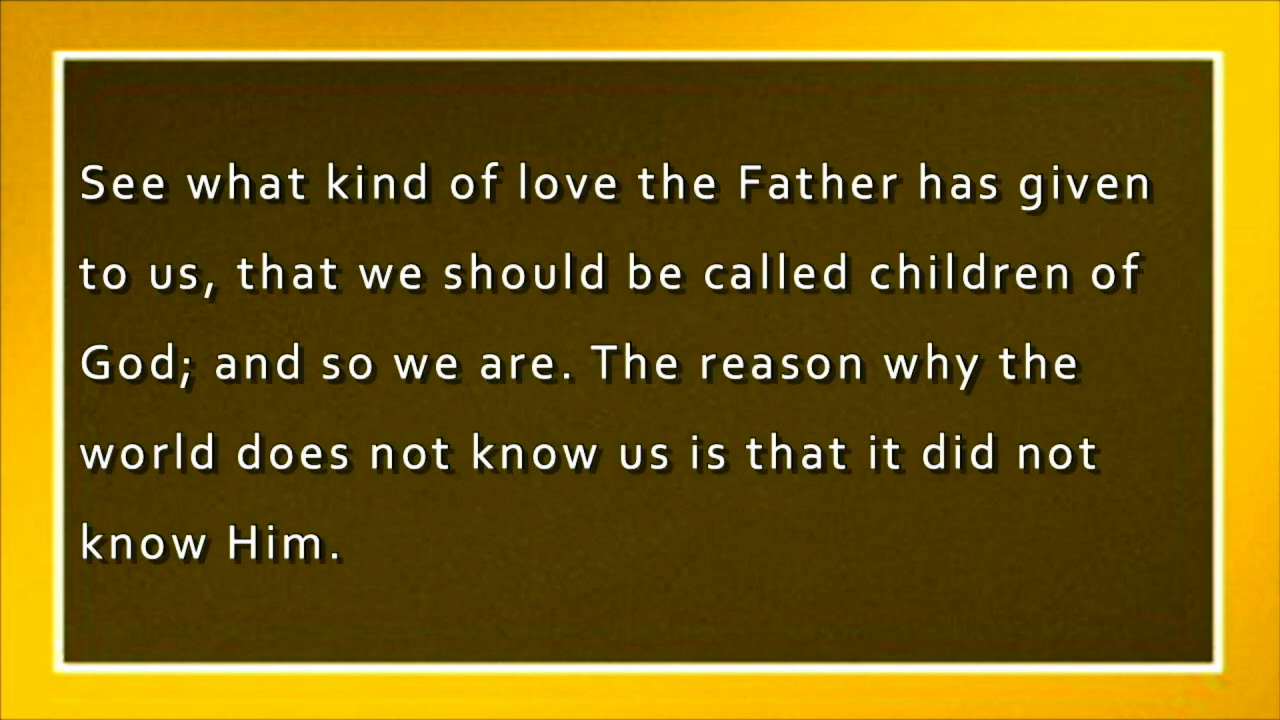 See what kind of love the Father has given
to us, that we should be called children of
God; and so we are. The reason why the
world does not know us is that it did not
know Him.